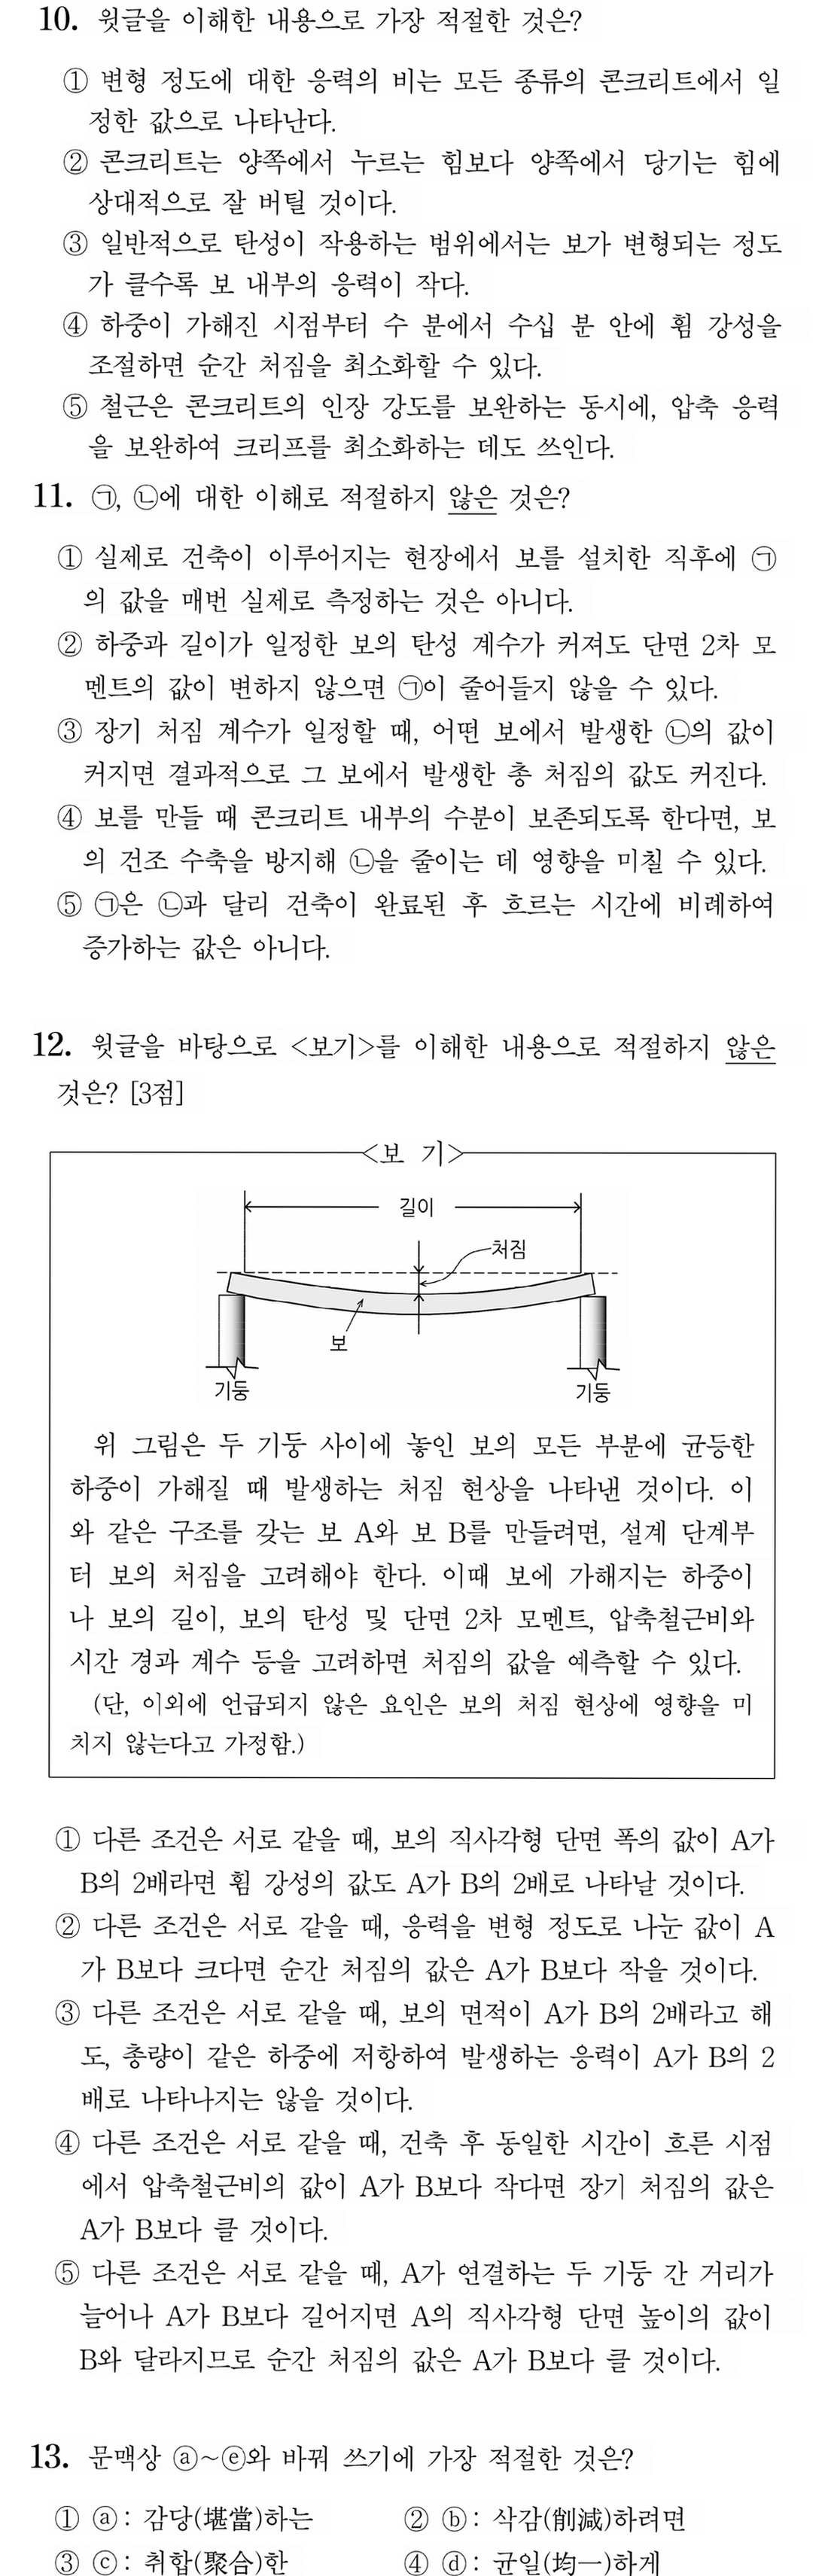 10. 윗글을 이해한 내용으로 가장 적절한 것은?
① 변형 정도에 대한 응력의 비는 모든 종류의 콘크리트에서 일
정한 값으로 나타난다.
② 콘크리트는 양쪽에서 누르는 힘보다 양쪽에서 당기는 힘에
상대적으로 잘 버틸 것이다.
③ 일반적으로 탄성이 작용하는 범위에서는 보가 변형되는 정도
가 클수록 보 내부의 응력이 작다.
④ 하중이 가해진 시점부터 수 분에서 수십 분 안에 휨 강성을
조절하면 순간 처짐을 최소화할 수 있다.
⑤ 철근은 콘크리트의 인장 강도를 보완하는 동시에, 압축 응력
을 보완하여 크리프를 최소화하는 데도 쓰인다.
11. ㉠, ㉡에 대한 이해로 적절하지 않은 것은?
① 실제로 건축이 이루어지는 현장에서 보를 설치한 직후에 ㉠
의 값을 매번 실제로 측정하는 것은 아니다.
② 하중과 길이가 일정한 보의 탄성 계수가 커져도 단면 2차 모
멘트의 값이 변하지 않으면 ㉠이 줄어들지 않을 수 있다.
③ 장기 처짐 계수가 일정할 때, 어떤 보에서 발생한 ㉡의 값이
커지면 결과적으로 그 보에서 발생한 총 처짐의 값도 커진다.
④ 보를 만들 때 콘크리트 내부의 수분이 보존되도록 한다면, 보
의 건조 수축을 방지해 ㉡을 줄이는 데 영향을 미칠 수 있다.
⑤ ㉠은 ㉡과 달리 건축이 완료된 후 흐르는 시간에 비례하여
증가하는 값은 아니다.
12. 윗글을 바탕으로 <보기>를 이해한 내용으로 적절하지 않은
것은? [3점]
<보 기>
길이
처짐
보
기둥 기둥
위 그림은 두 기둥 사이에 놓인 보의 모든 부분에 균등한
하중이 가해질 때 발생하는 처짐 현상을 나타낸 것이다. 이
와 같은 구조를 갖는 보 A와 보 B를 만들려면, 설계 단계부
터 보의 처짐을 고려해야 한다. 이때 보에 가해지는 하중이
나 보의 길이, 보의 탄성 및 단면 2차 모멘트, 압축철근비와
시간 경과 계수 등을 고려하면 처짐의 값을 예측할 수 있다.
(단, 이외에 언급되지 않은 요인은 보의 처짐 현상에 영향을 미
치지 않는다고 가정함.)
① 다른 조건은 서로 같을 때, 보의 직사각형 단면 폭의 값이 A가
B의 2배라면 휨 강성의 값도 A가 B의 2배로 나타날 것이다.
② 다른 조건은 서로 같을 때, 응력을 변형 정도로 나눈 값이 A
가 B보다 크다면 순간 처짐의 값은 A가 B보다 작을 것이다.
③ 다른 조건은 서로 같을 때, 보의 면적이 A가 B의 2배라고 해
도, 총량이 같은 하중에 저항하여 발생하는 응력이 A가 B의 2
배로 나타나지는 않을 것이다.
④ 다른 조건은 서로 같을 때, 건축 후 동일한 시간이 흐른 시점
에서 압축철근비의 값이 A가 B보다 작다면 장기 처짐의 값은
A가 B보다 클 것이다.
⑤ 다른 조건은 서로 같을 때, A가 연결하는 두 기둥 간 거리가
늘어나 A가 B보다 길어지면 A의 직사각형 단면 높이의 값이
B와 달라지므로 순간 처짐의 값은 A가 B보다 클 것이다.
13. 문맥상 ⓐ~ⓔ와 바꿔 쓰기에 가장 적절한 것은?
① ⓐ: 감당(堪當)하는 ② ⓑ: 삭감(削減)하려면
③ ⓒ: 취합(聚合)한 ④ ⓓ: 균일(均一)하게